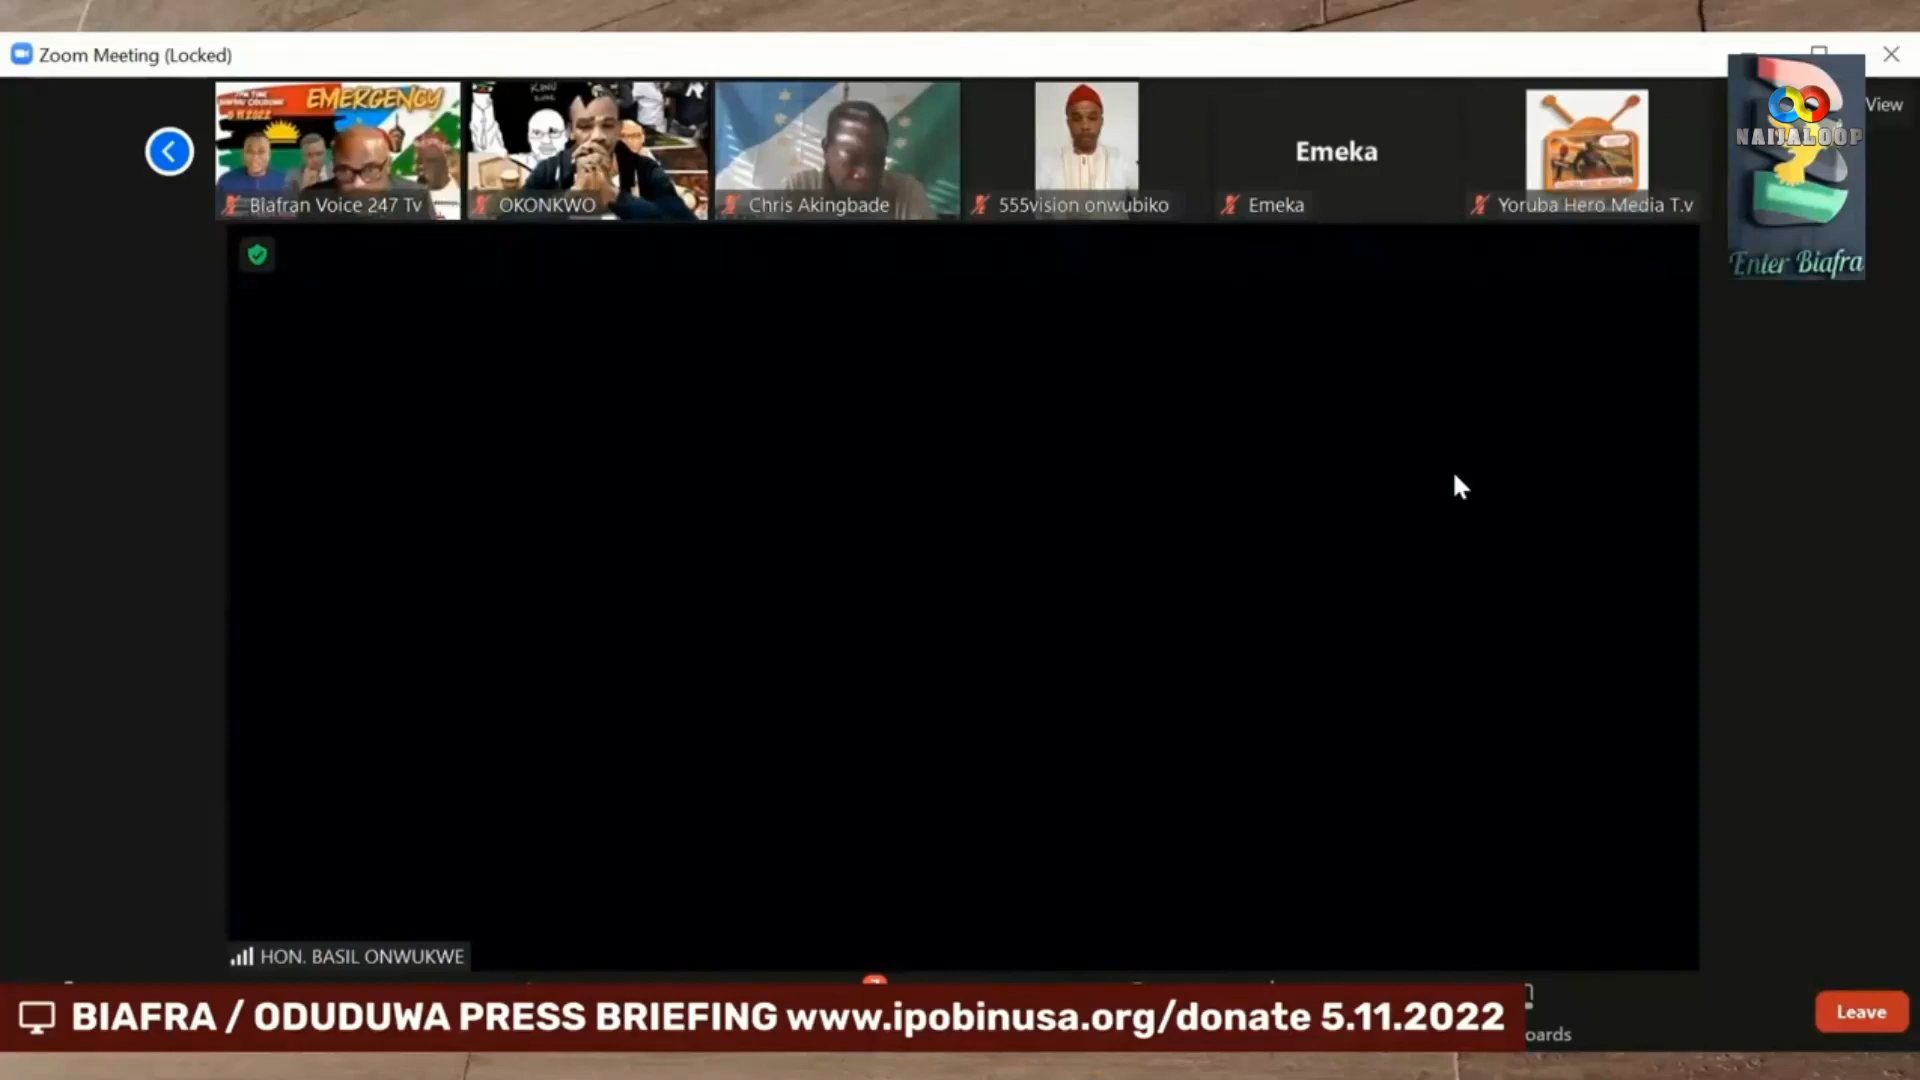 Zoom Meeting (Locked)
View
NAIJALOOP
Enter Biafra
EMERGENCY
Emeka
Biafran Voice 247 Tv
OKONKWO
Chris Akingbade
555vision onwubiko
Emeka
Yoruba Hero Media T.v
HON. BASIL ONWUKWE
BIAFRA / ODUDUWA PRESS BRIEFING www.ipobinusa.org/donate 5.11.2022
oards
Leave